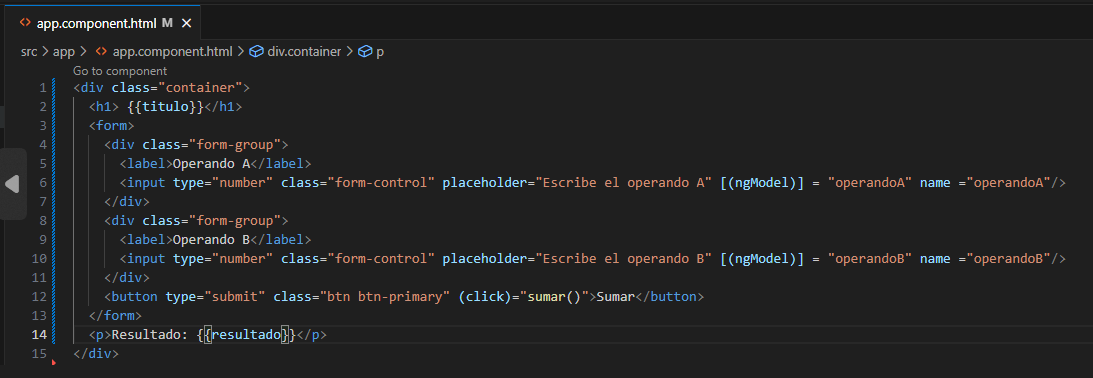 app.component.html M ×
src > app > app.component.html > div.container > p
Go to component
1 <div class="container">
2 <h1> {{titulo}}</h1>
3 <form>
4 <div class="form-group">
5 <label>Operando A</label>
6 <input type="number" class="form-control" placeholder="Escribe el operando A" [(ngModel)] = "operandoA" name ="operandoA"/>
7 </div>
8 <div class="form-group">
9 <label>Operando B</label>
10 <input type="number" class="form-control" placeholder="Escribe el operando B" [(ngModel)] = "operandoB" name ="operandoB"/>
11 </div>
12 <button type="submit" class="btn btn-primary" (click)="sumar()">Sumar</button>
13 </form>
14 <p>Resultado: {{resultado}}</p>
15 </div>